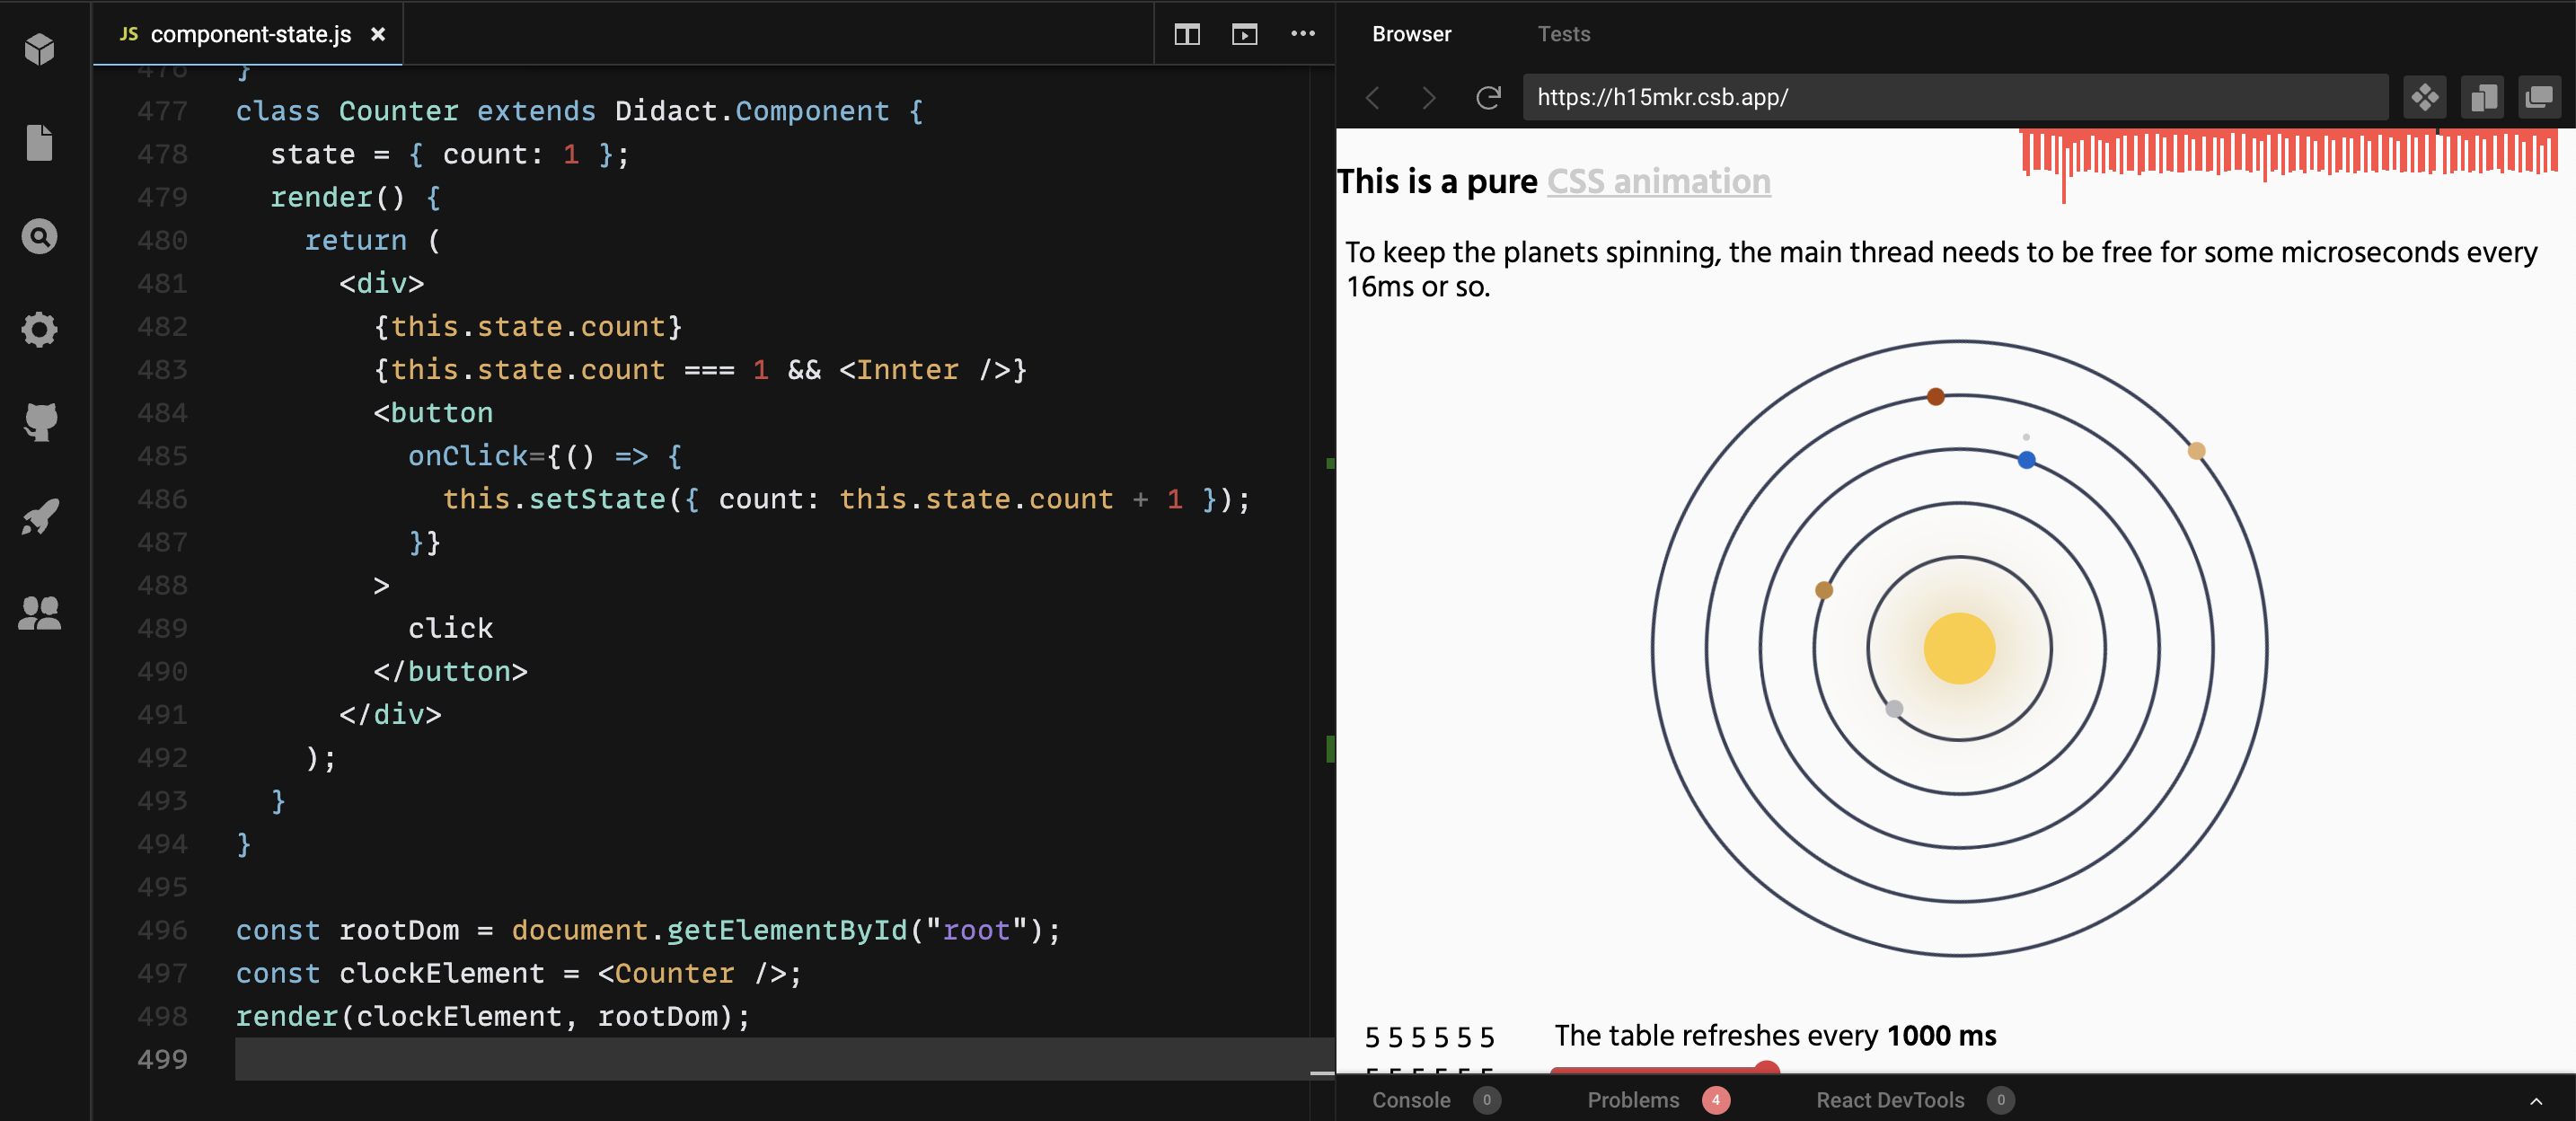 JS component-state.js ×
476 }
477 class Counter extends Didact.Component {
478 state = { count: 1 };
479 render() {
480 return (
481 <div>
482 {this.state.count}
483 {this.state.count === 1 && <Innter />}
484 <button
485 onClick={() => {
486 this.setState({ count: this.state.count + 1 });
487 }}
488 >
489 click
490 </button>
491 </div>
492 );
493 }
494 }
495
496 const rootDom = document.getElementById("root");
497 const clockElement = <Counter />;
498 render(clockElement, rootDom);
499
Browser Tests
https://h15mkr.csb.app/
This is a pure CSS animation
To keep the planets spinning, the main thread needs to be free for some microseconds every
16ms or so.
5 5 5 5 5 5 The table refreshes every 1000 ms
5 5 5 5 5 5
Console 0 Problems 4 React DevTools 0